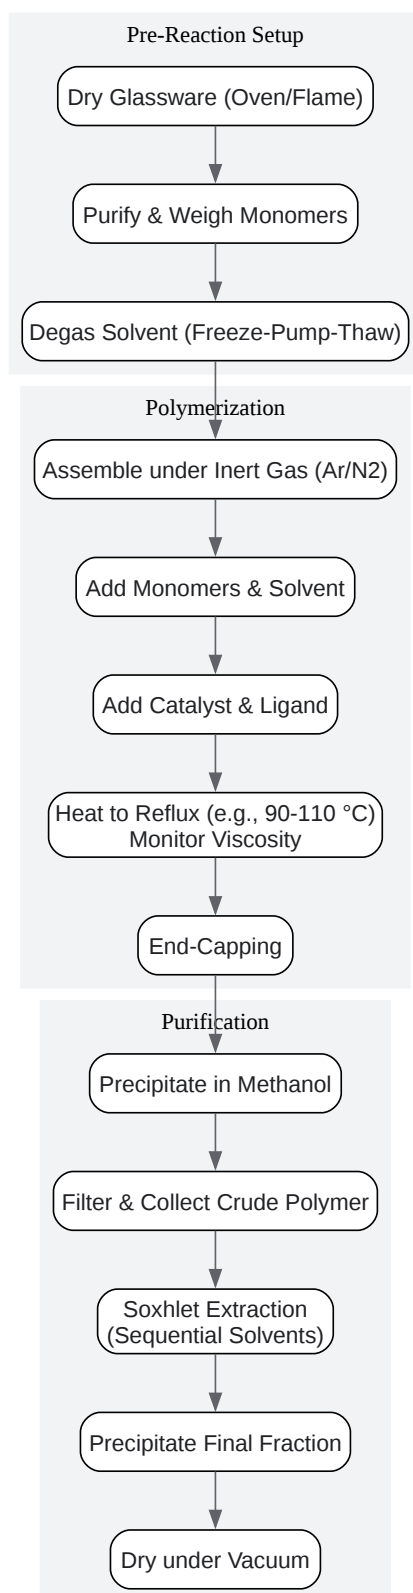 Pre-Reaction Setup
Dry Glassware (Oven/Flame)
Purify & Weigh Monomers
Degas Solvent (Freeze-Pump-Thaw)
Polymerization
Assemble under Inert Gas (Ar/N2)
Add Monomers & Solvent
Add Catalyst & Ligand
Heat to Reflux (e.g., 90-110 °C)
Monitor Viscosity
End-Capping
Purification
Precipitate in Methanol
Filter & Collect Crude Polymer
Soxhlet Extraction
(Sequential Solvents)
Precipitate Final Fraction
Dry under Vacuum